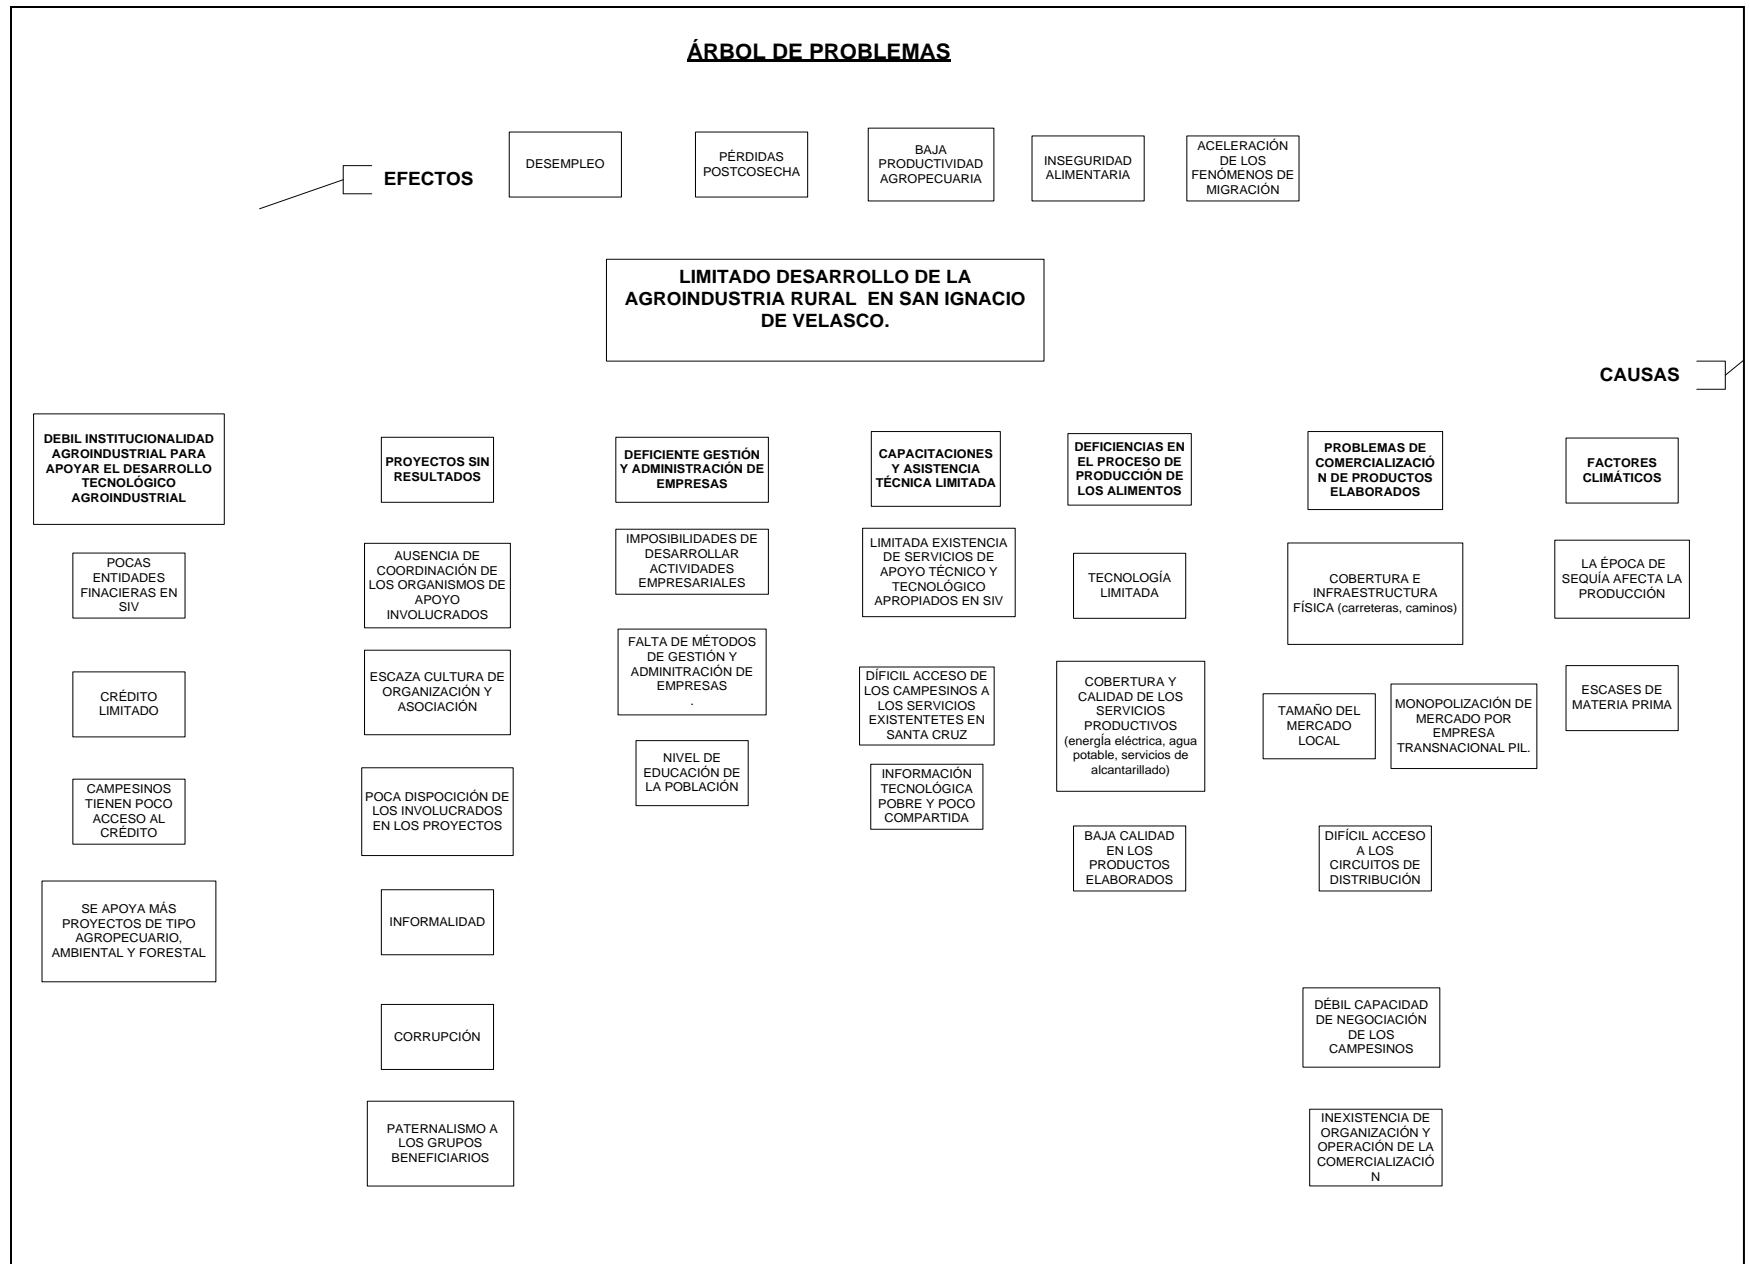 ÁRBOL DE PROBLEMAS
EFECTOS
DESEMPLEO
PÉRDIDAS
POSTCOSECHA
BAJA
PRODUCTIVIDAD
AGROPECUARIA
INSEGURIDAD
ALIMENTARIA
ACELERACIÓN
DE LOS
FENÓMENOS DE
MIGRACIÓN
LIMITADO DESARROLLO DE LA
AGROINDUSTRIA RURAL EN SAN IGNACIO
DE VELASCO.
CAUSAS
DEBIL INSTITUCIONALIDAD
AGROINDUSTRIAL PARA
APOYAR EL DESARROLLO
TECNOLÓGICO
AGROINDUSTRIAL
POCAS
ENTIDADES
FINACIERAS EN
SIV
CRÉDITO
LIMITADO
CAMPESINOS
TIENEN POCO
ACCESO AL
CRÉDITO
SE APOYA MÁS
PROYECTOS DE TIPO
AGROPECUARIO,
AMBIENTAL Y FORESTAL
PROYECTOS SIN
RESULTADOS
AUSENCIA DE
COORDINACIÓN DE
LOS ORGANISMOS DE
APOYO
INVOLUCRADOS
ESCAZA CULTURA DE
ORGANIZACIÓN Y
ASOCIACIÓN
POCA DISPOCICIÓN DE
LOS INVOLUCRADOS
EN LOS PROYECTOS
INFORMALIDAD
CORRUPCIÓN
PATERNALISMO A
LOS GRUPOS
BENEFICIARIOS
DEFICIENTE GESTIÓN
Y ADMINISTRACIÓN DE
EMPRESAS
IMPOSIBILIDADES DE
DESARROLLAR
ACTIVIDADES
EMPRESARIALES
FALTA DE MÉTODOS
DE GESTIÓN Y
ADMINITRACIÓN DE
EMPRESAS
.
NIVEL DE
EDUCACIÓN DE
LA POBLACIÓN
CAPACITACIONES
Y ASISTENCIA
TÉCNICA LIMITADA
LIMITADA EXISTENCIA
DE SERVICIOS DE
APOYO TÉCNICO Y
TECNOLÓGICO
APROPIADOS EN SIV
DÍFICIL ACCESO DE
LOS CAMPESINOS A
LOS SERVICIOS
EXISTENTETES EN
SANTA CRUZ
INFORMACIÓN
TECNOLÓGICA
POBRE Y POCO
COMPARTIDA
DEFICIENCIAS EN
EL PROCESO DE
PRODUCCIÓN DE
LOS ALIMENTOS
TECNOLOGÍA
LIMITADA
COBERTURA Y
CALIDAD DE LOS
SERVICIOS
PRODUCTIVOS
(energÍa eléctrica, agua
potable, servicios de
alcantarillado)
BAJA CALIDAD
EN LOS
PRODUCTOS
ELABORADOS
PROBLEMAS DE
COMERCIALIZACIÓ
N DE PRODUCTOS
ELABORADOS
COBERTURA E
INFRAESTRUCTURA
FÍSICA (carreteras, caminos)
TAMAÑO DEL
MERCADO
LOCAL
MONOPOLIZACIÓN DE
MERCADO POR
EMPRESA
TRANSNACIONAL PIL.
DIFÍCIL ACCESO
A LOS
CIRCUITOS DE
DISTRIBUCIÓN
DÉBIL CAPACIDAD
DE NEGOCIACIÓN
DE LOS
CAMPESINOS
INEXISTENCIA DE
ORGANIZACIÓN Y
OPERACIÓN DE LA
COMERCIALIZACIÓ
N
FACTORES
CLIMÁTICOS
LA ÉPOCA DE
SEQUÍA AFECTA LA
PRODUCCIÓN
ESCASES DE
MATERIA PRIMA